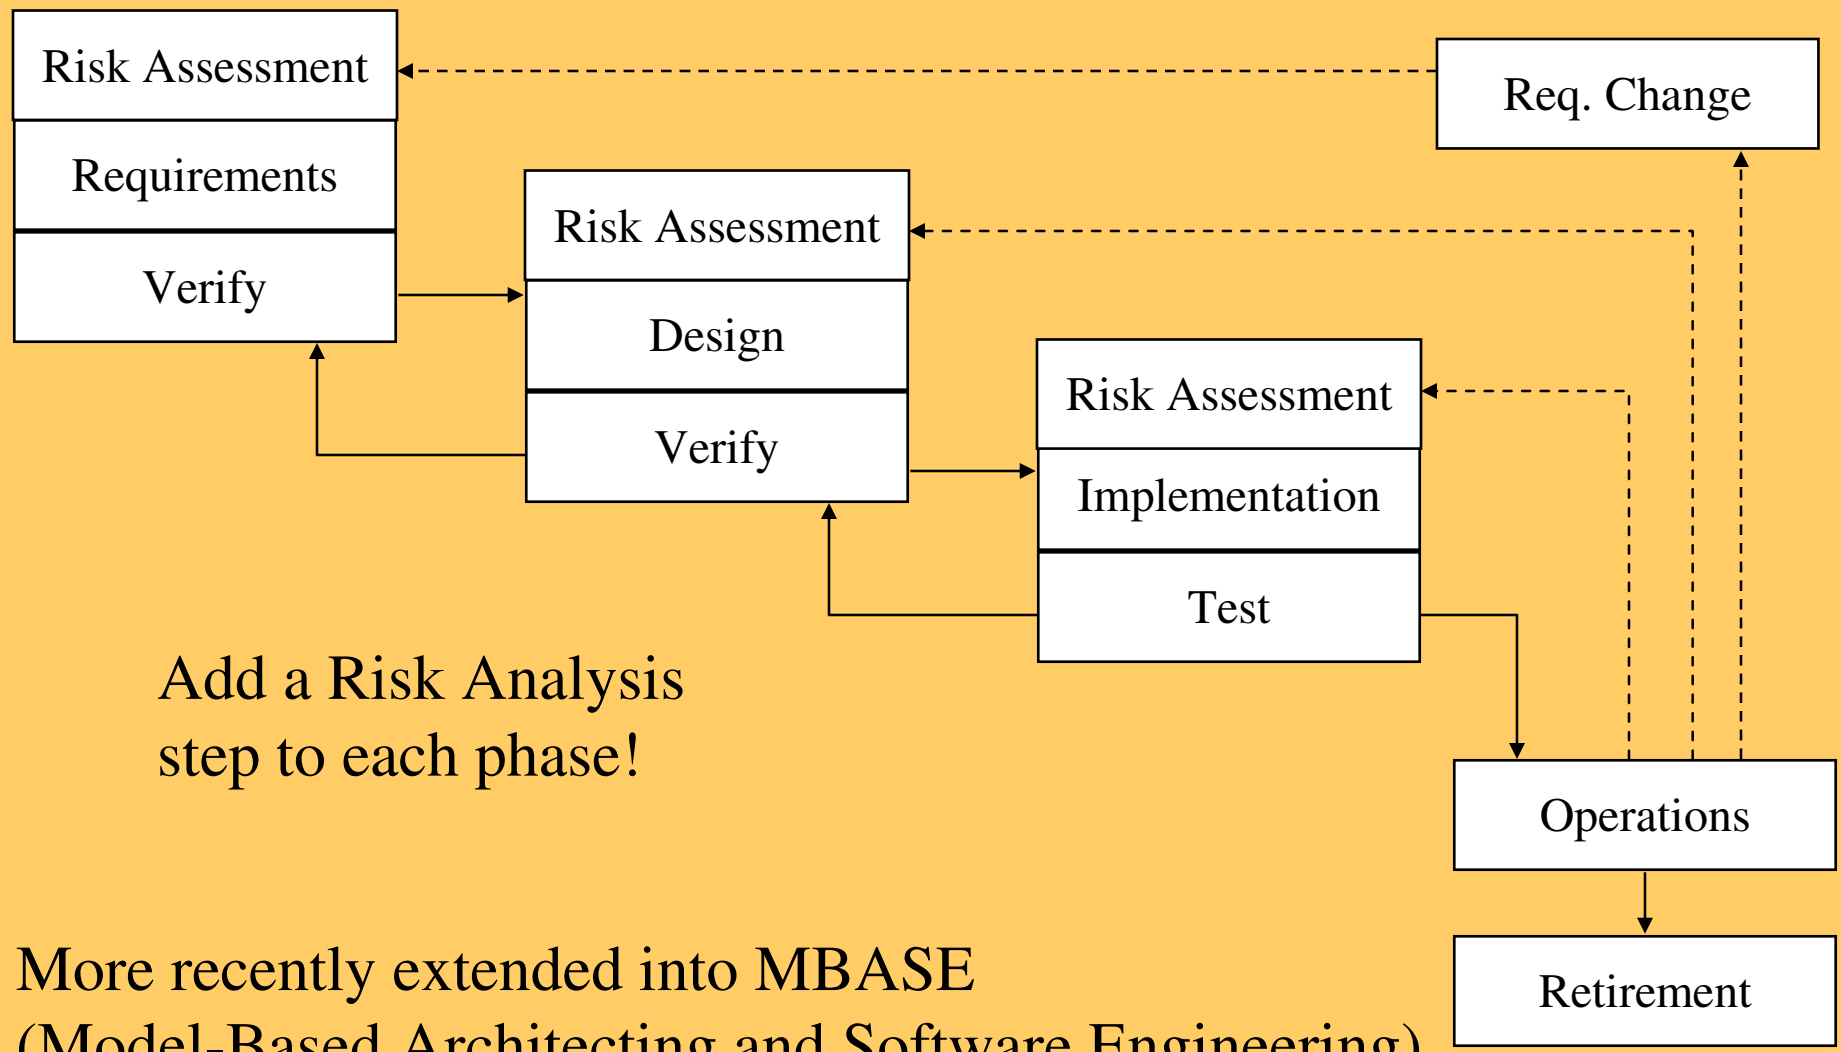 Risk Assessment
Requirements
Verify
Req. Change
Risk Assessment
Design
Verify
Risk Assessment
Implementation
Test
Add a Risk Analysis
step to each phase!
Operations
Retirement
More recently extended into MBASE
(Model-Based Architecting and Software Engineering)